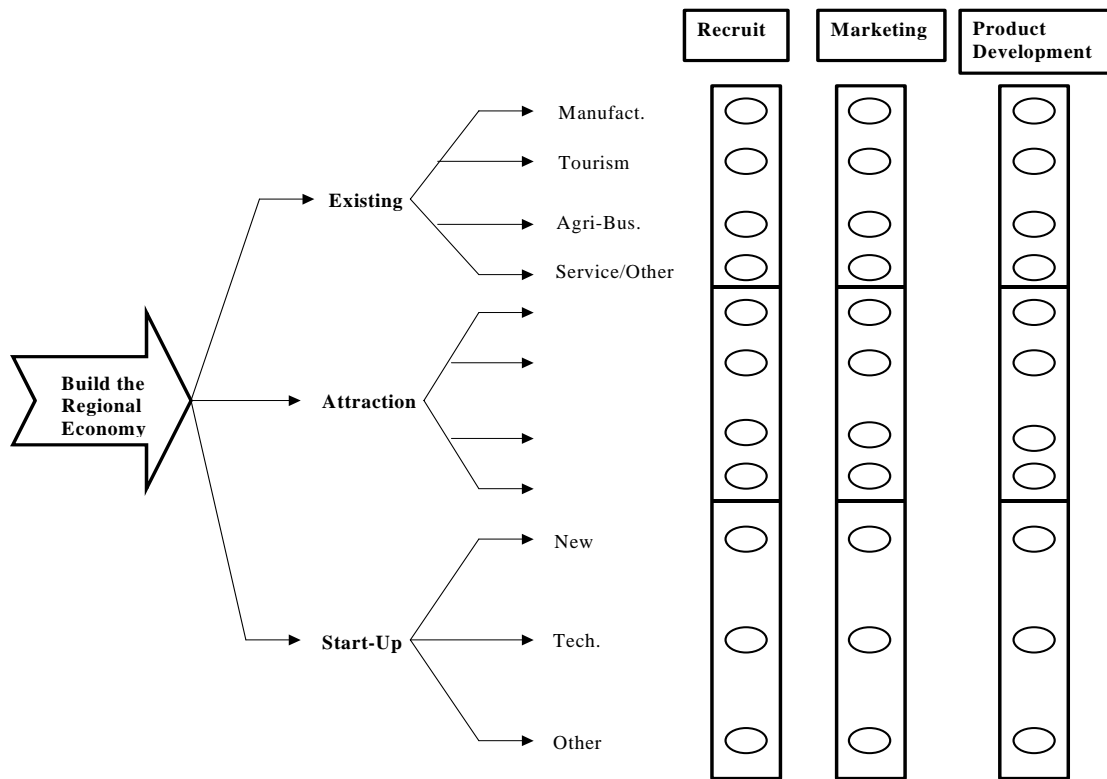 Recruit
Marketing
Product
Development
Manufact.
Tourism
Existing
Agri-Bus.
Service/Other
Build the
Regional
Economy
Attraction
New
Start-Up
Tech.
Other